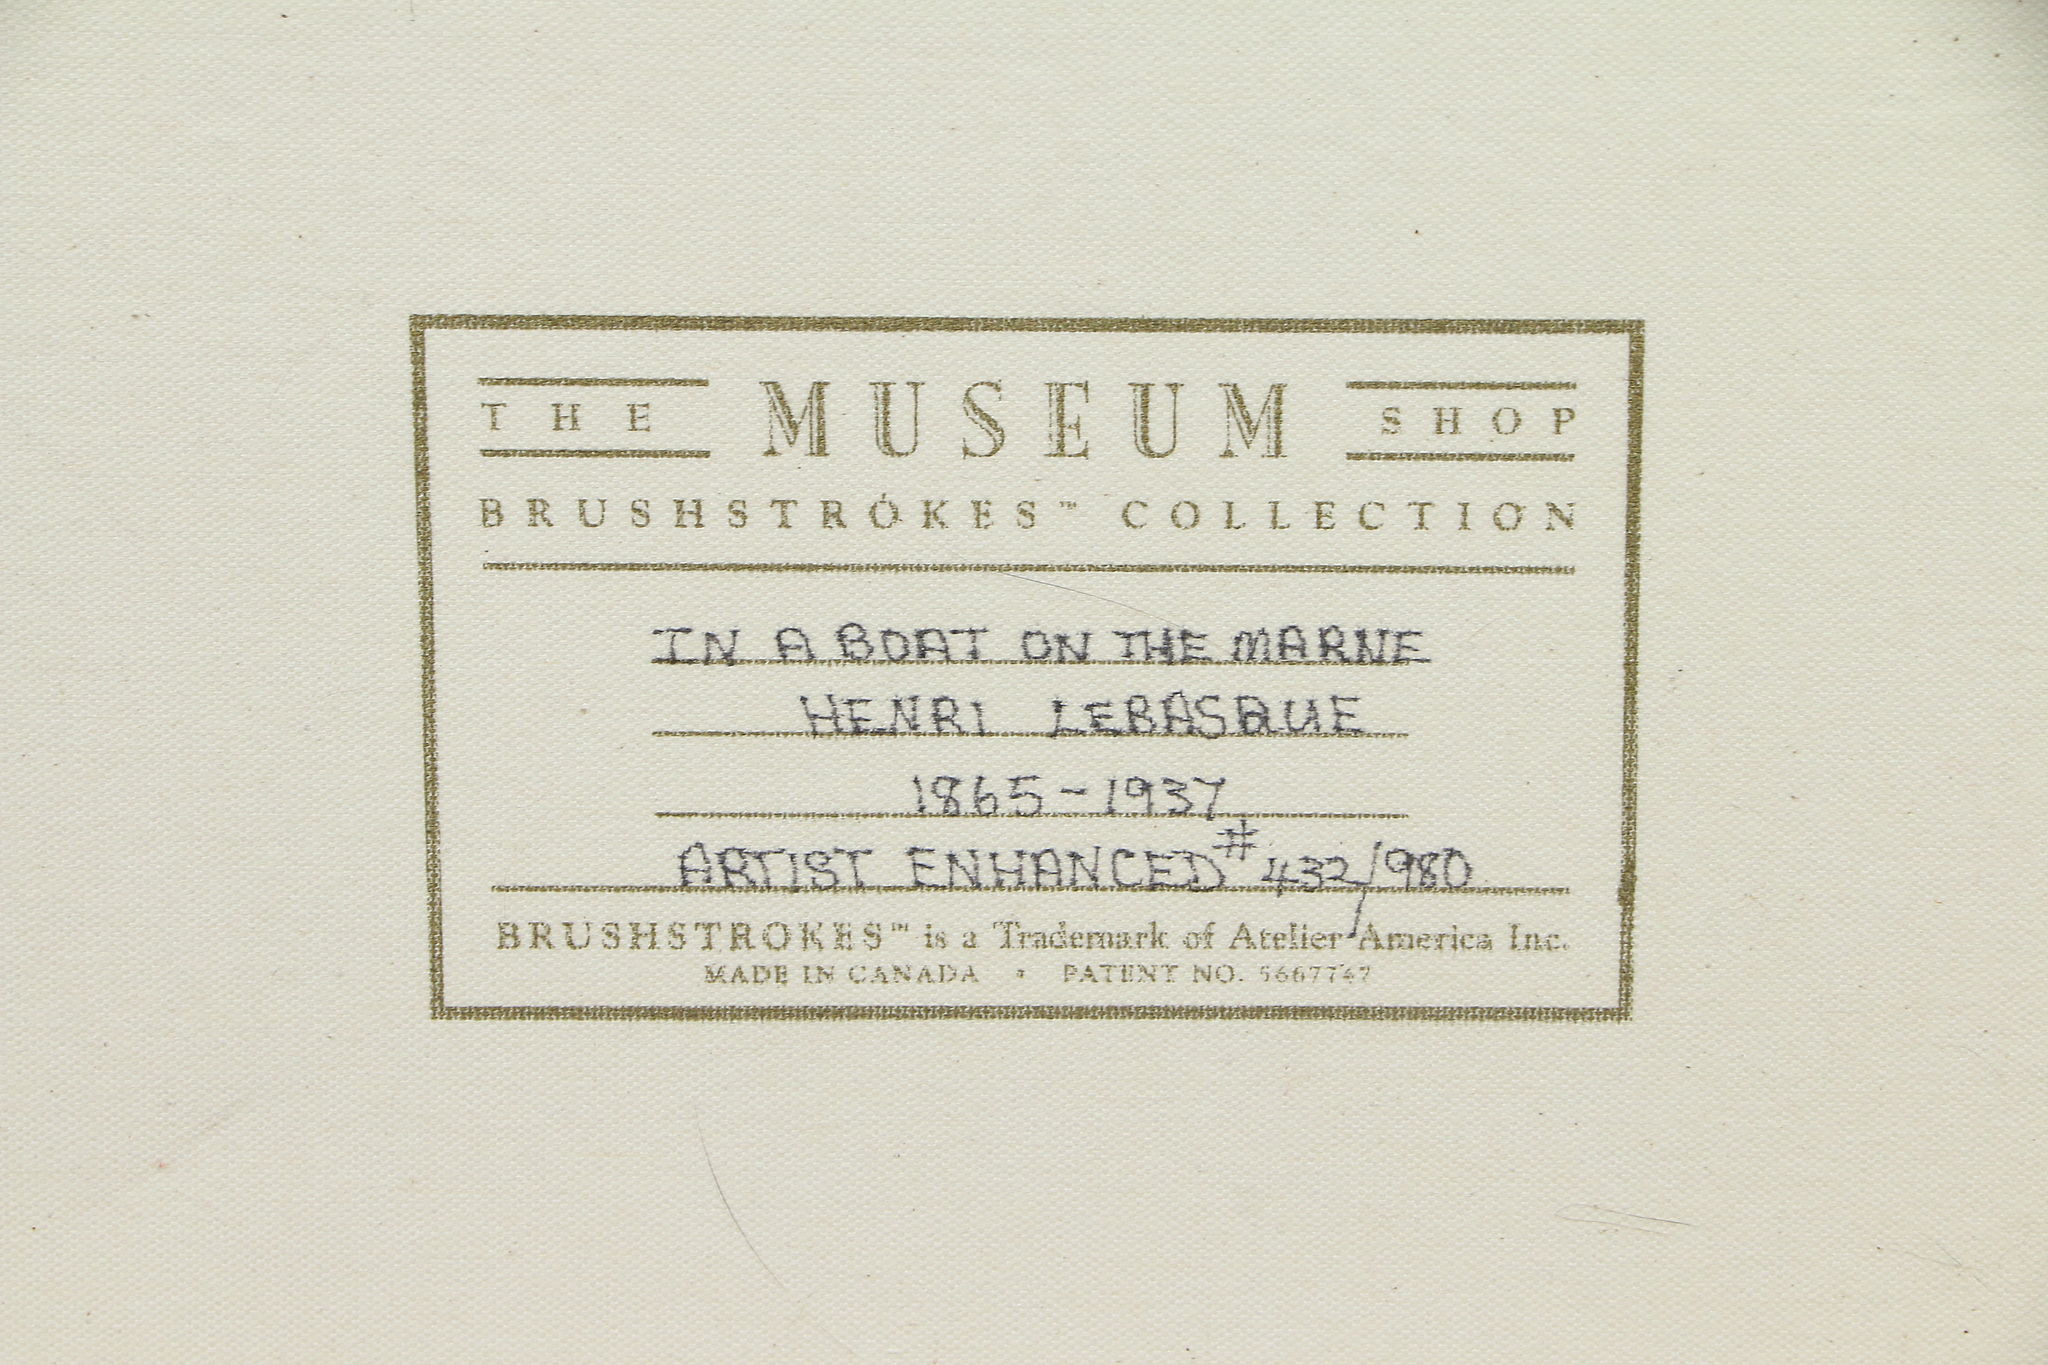 THE MUSEUM SHOP
BRUSHSTROKES™ COLLECTION
IN A BOAT ON THE MARNE
HENRI LEBASQUE
1865-1937
ARTIST ENHANCED # 432/980
BRUSHSTROKES™ is a Trademark of Atelier America Inc.
MADE IN CANADA • PATENT NO. 5667747